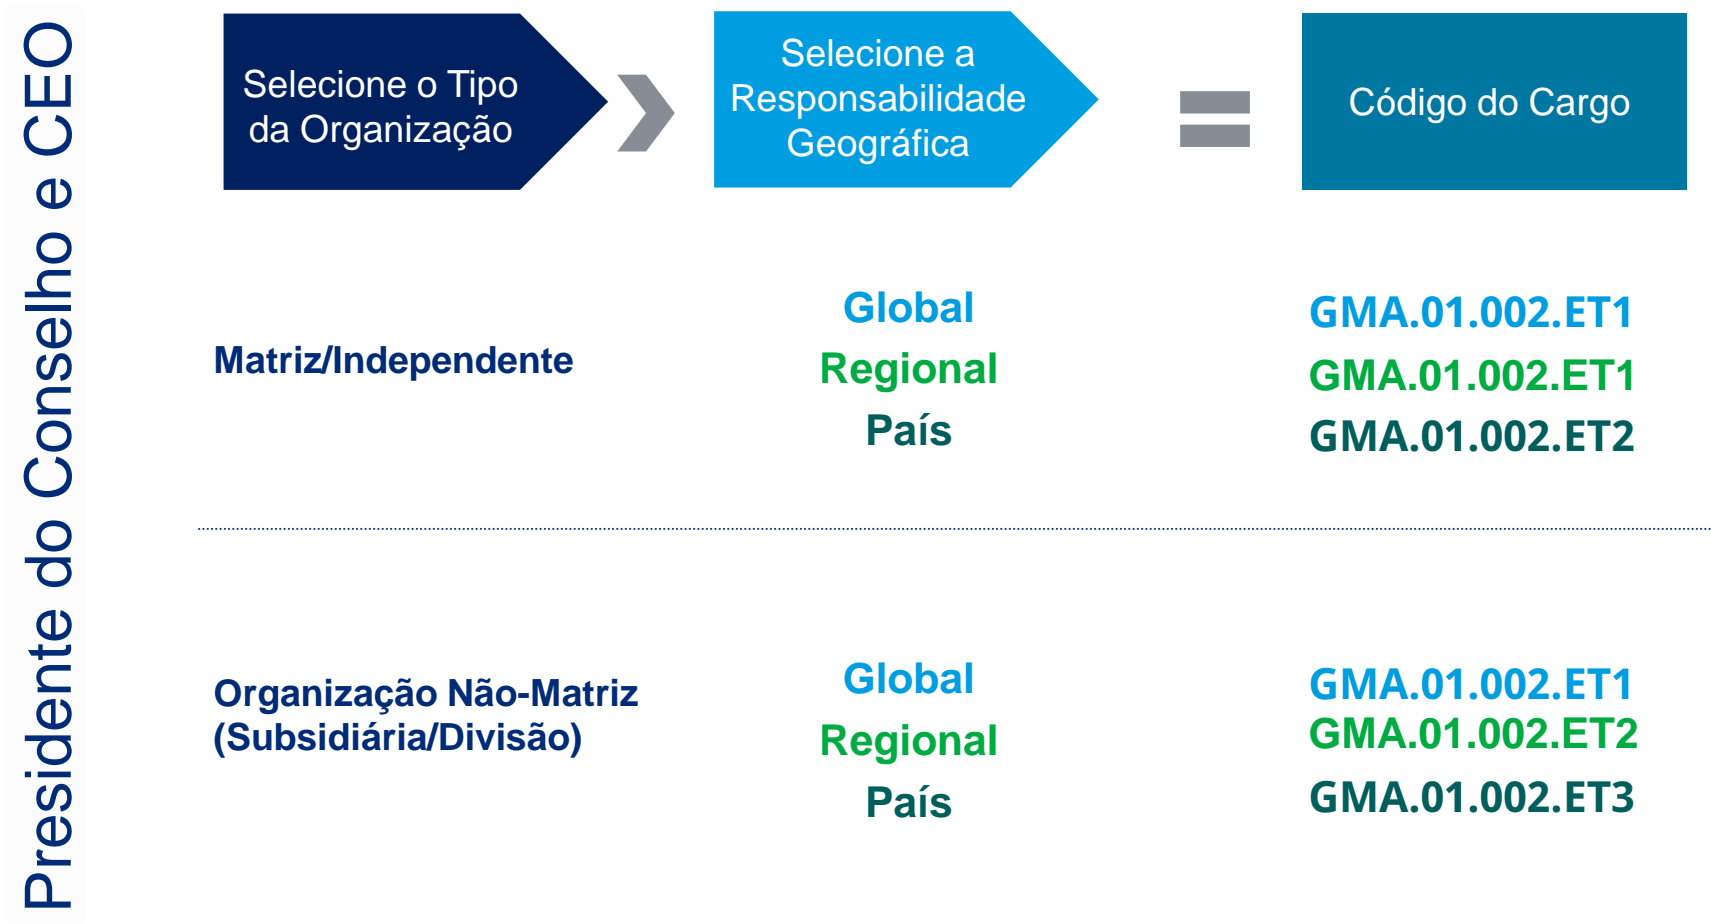 Presidente do Conselho e CEO
Selecione o Tipo
da Organização
Selecione a
Responsabilidade
Geográfica
Código do Cargo
Matriz/Independente
Global
Regional
País
GMA.01.002.ET1
GMA.01.002.ET1
GMA.01.002.ET2
Organização Não-Matriz
(Subsidiária/Divisão)
Global
Regional
País
GMA.01.002.ET1
GMA.01.002.ET2
GMA.01.002.ET3